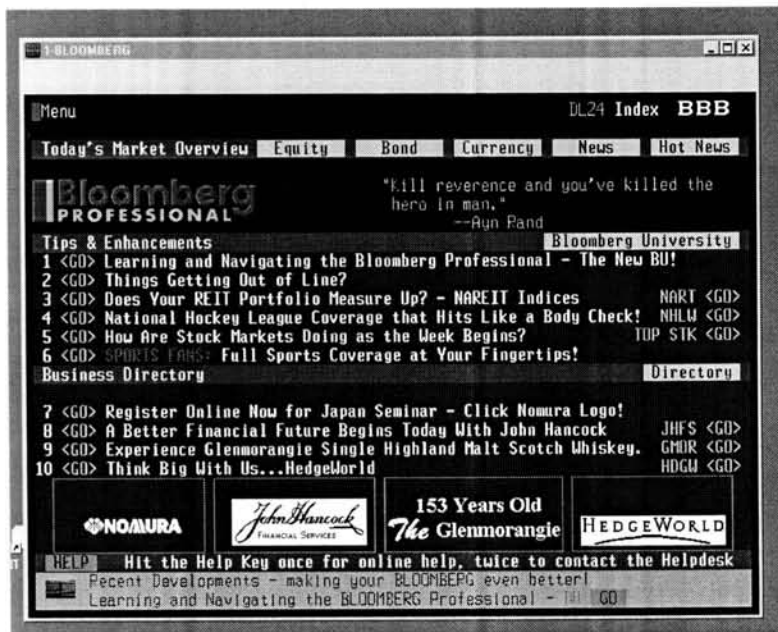 1-BLOOMBERG
Menu DL24 Index BBB
Today's Market Overview Equity Bond Currency News Hot News
Bloomberg
PROFESSIONAL
"Kill reverence and you've killed the
hero in man."
--Ayn Rand
Tips & Enhancements Bloomberg University
1 <GO> Learning and Navigating the Bloomberg Professional - The New BU!
2 <GO> Things Getting Out of Line?
3 <GO> Does Your REIT Portfolio Measure Up? - NAREIT Indices NART <GO>
4 <GO> National Hockey League Coverage that Hits Like a Body Check! NHLW <GO>
5 <GO> How Are Stock Markets Doing as the Week Begins? TOP STK <GO>
6 <GO> SPORTS FANS: Full Sports Coverage at Your Fingertips!
Business Directory Directory
7 <GO> Register Online Now for Japan Seminar - Click Nomura Logo!
8 <GO> A Better Financial Future Begins Today With John Hancock JHFS <GO>
9 <GO> Experience Glenmorangie Single Highland Malt Scotch Whiskey. GMOR <GO>
10 <GO> Think Big With Us...HedgeWorld HDGW <GO>
NOMURA
John Hancock
FINANCIAL SERVICES
153 Years Old
The Glenmorangie
HEDGEWORLD
HELP Hit the Help Key once for online help, twice to contact the Helpdesk
Recent Developments - making your BLOOMBERG even better!
Learning and Navigating the BLOOMBERG Professional - GO